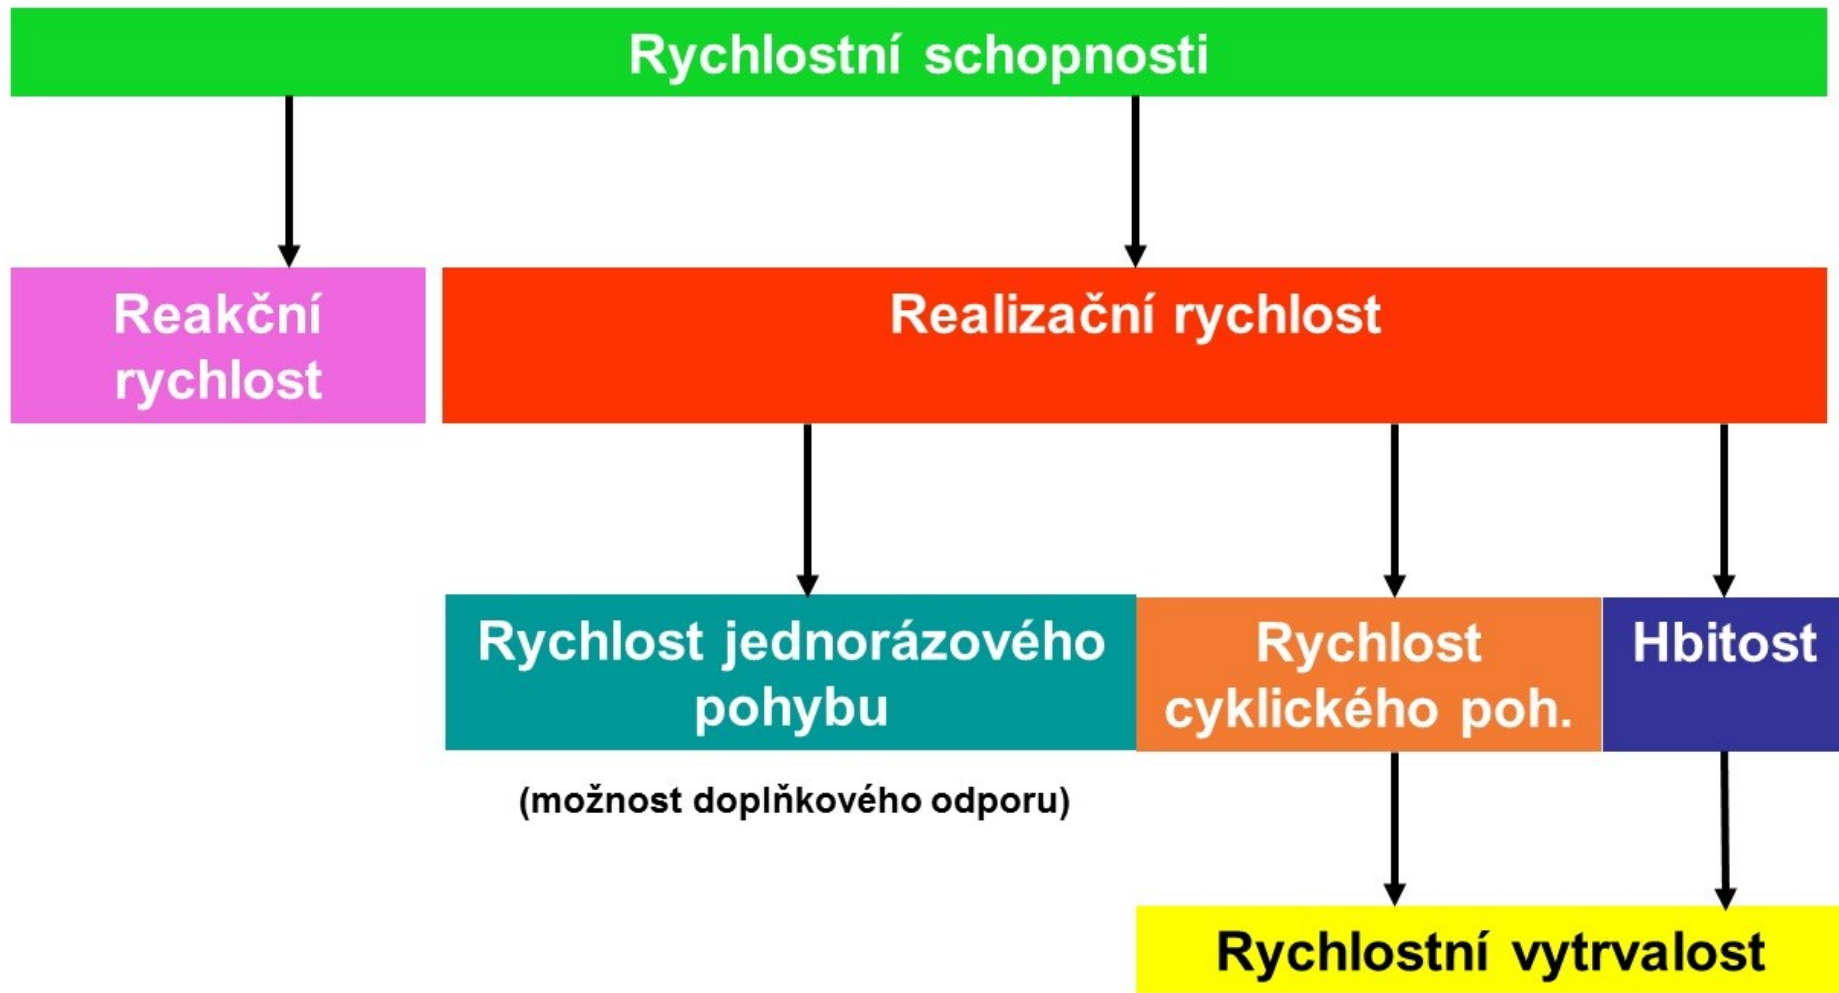 Rychlostní schopnosti
Reakční
rychlost
Realizační rychlost
Rychlost jednorázového
pohybu
Rychlost
cyklického poh.
Hbitost
(možnost doplňkového odporu)
Rychlostní vytrvalost